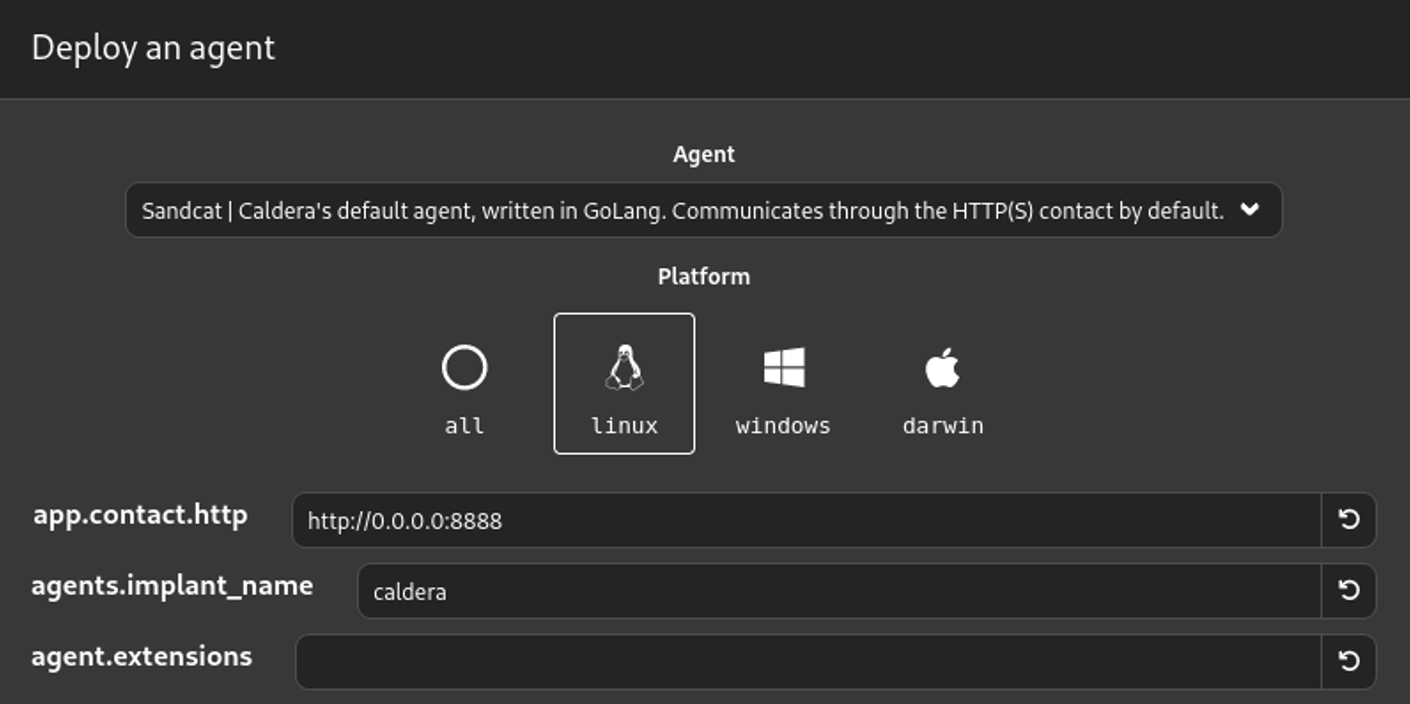 Deploy an agent
Agent
Sandcat | Caldera's default agent, written in GoLang. Communicates through the HTTP(S) contact by default.
Platform
all linux windows darwin
app.contact.http http://0.0.0.0:8888
agents.implant_name caldera
agent.extensions